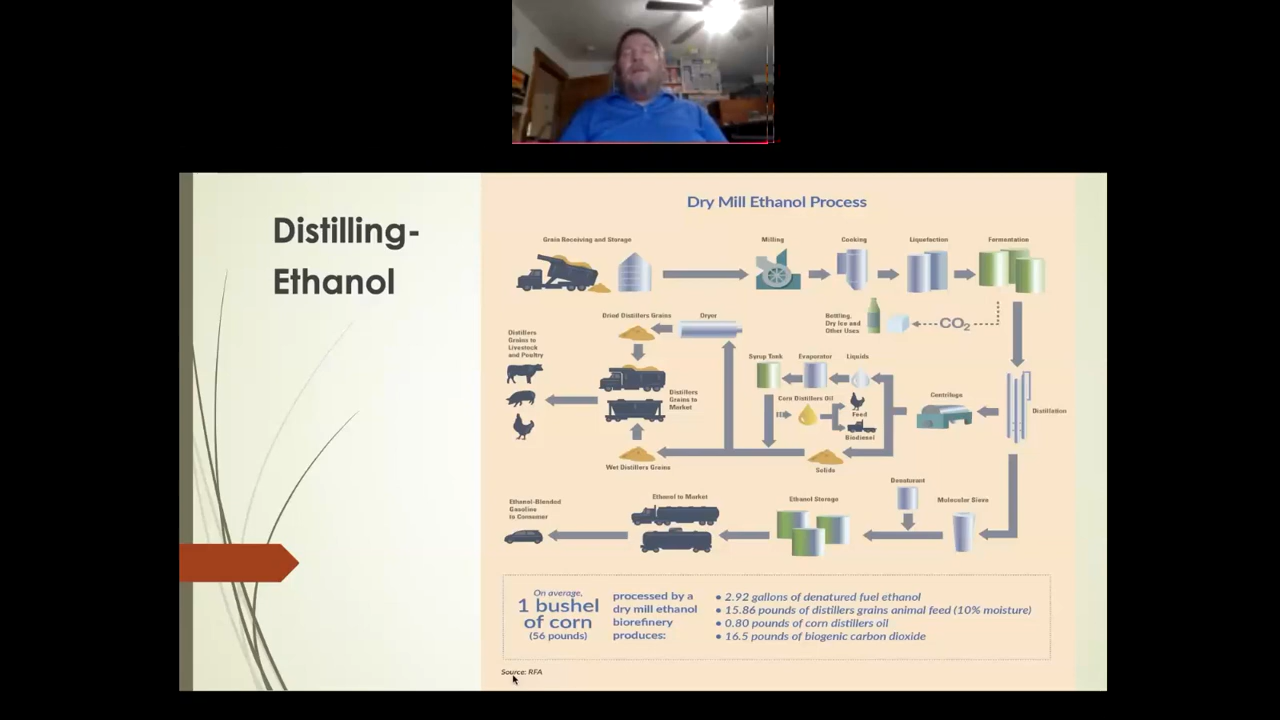 Distilling-
Ethanol
Dry Mill Ethanol Process
Grain Receiving and Storage
Milling
Cooking
Liquefaction
Fermentation
Bottling,
Dry Ice and
Other Uses
CO2
Dried Distillers Grains
Dryer
Distillers
Grains to
Livestock
and Poultry
Distillers
Grains to
Market
Syrup Tank
Evaporator
Liquids
Corn Distillers Oil
Feed
Biodiesel
Centrifuge
Distillation
Wet Distillers Grains
Solids
Ethanol-Blended
Gasoline
to Consumer
Ethanol to Market
Ethanol Storage
Denaturant
Molecular Sieve
On average,
1 bushel
of corn
(56 pounds)
processed by a
dry mill ethanol
biorefinery
produces:
• 2.92 gallons of denatured fuel ethanol
• 15.86 pounds of distillers grains animal feed (10% moisture)
• 0.80 pounds of corn distillers oil
• 16.5 pounds of biogenic carbon dioxide
Source: RFA